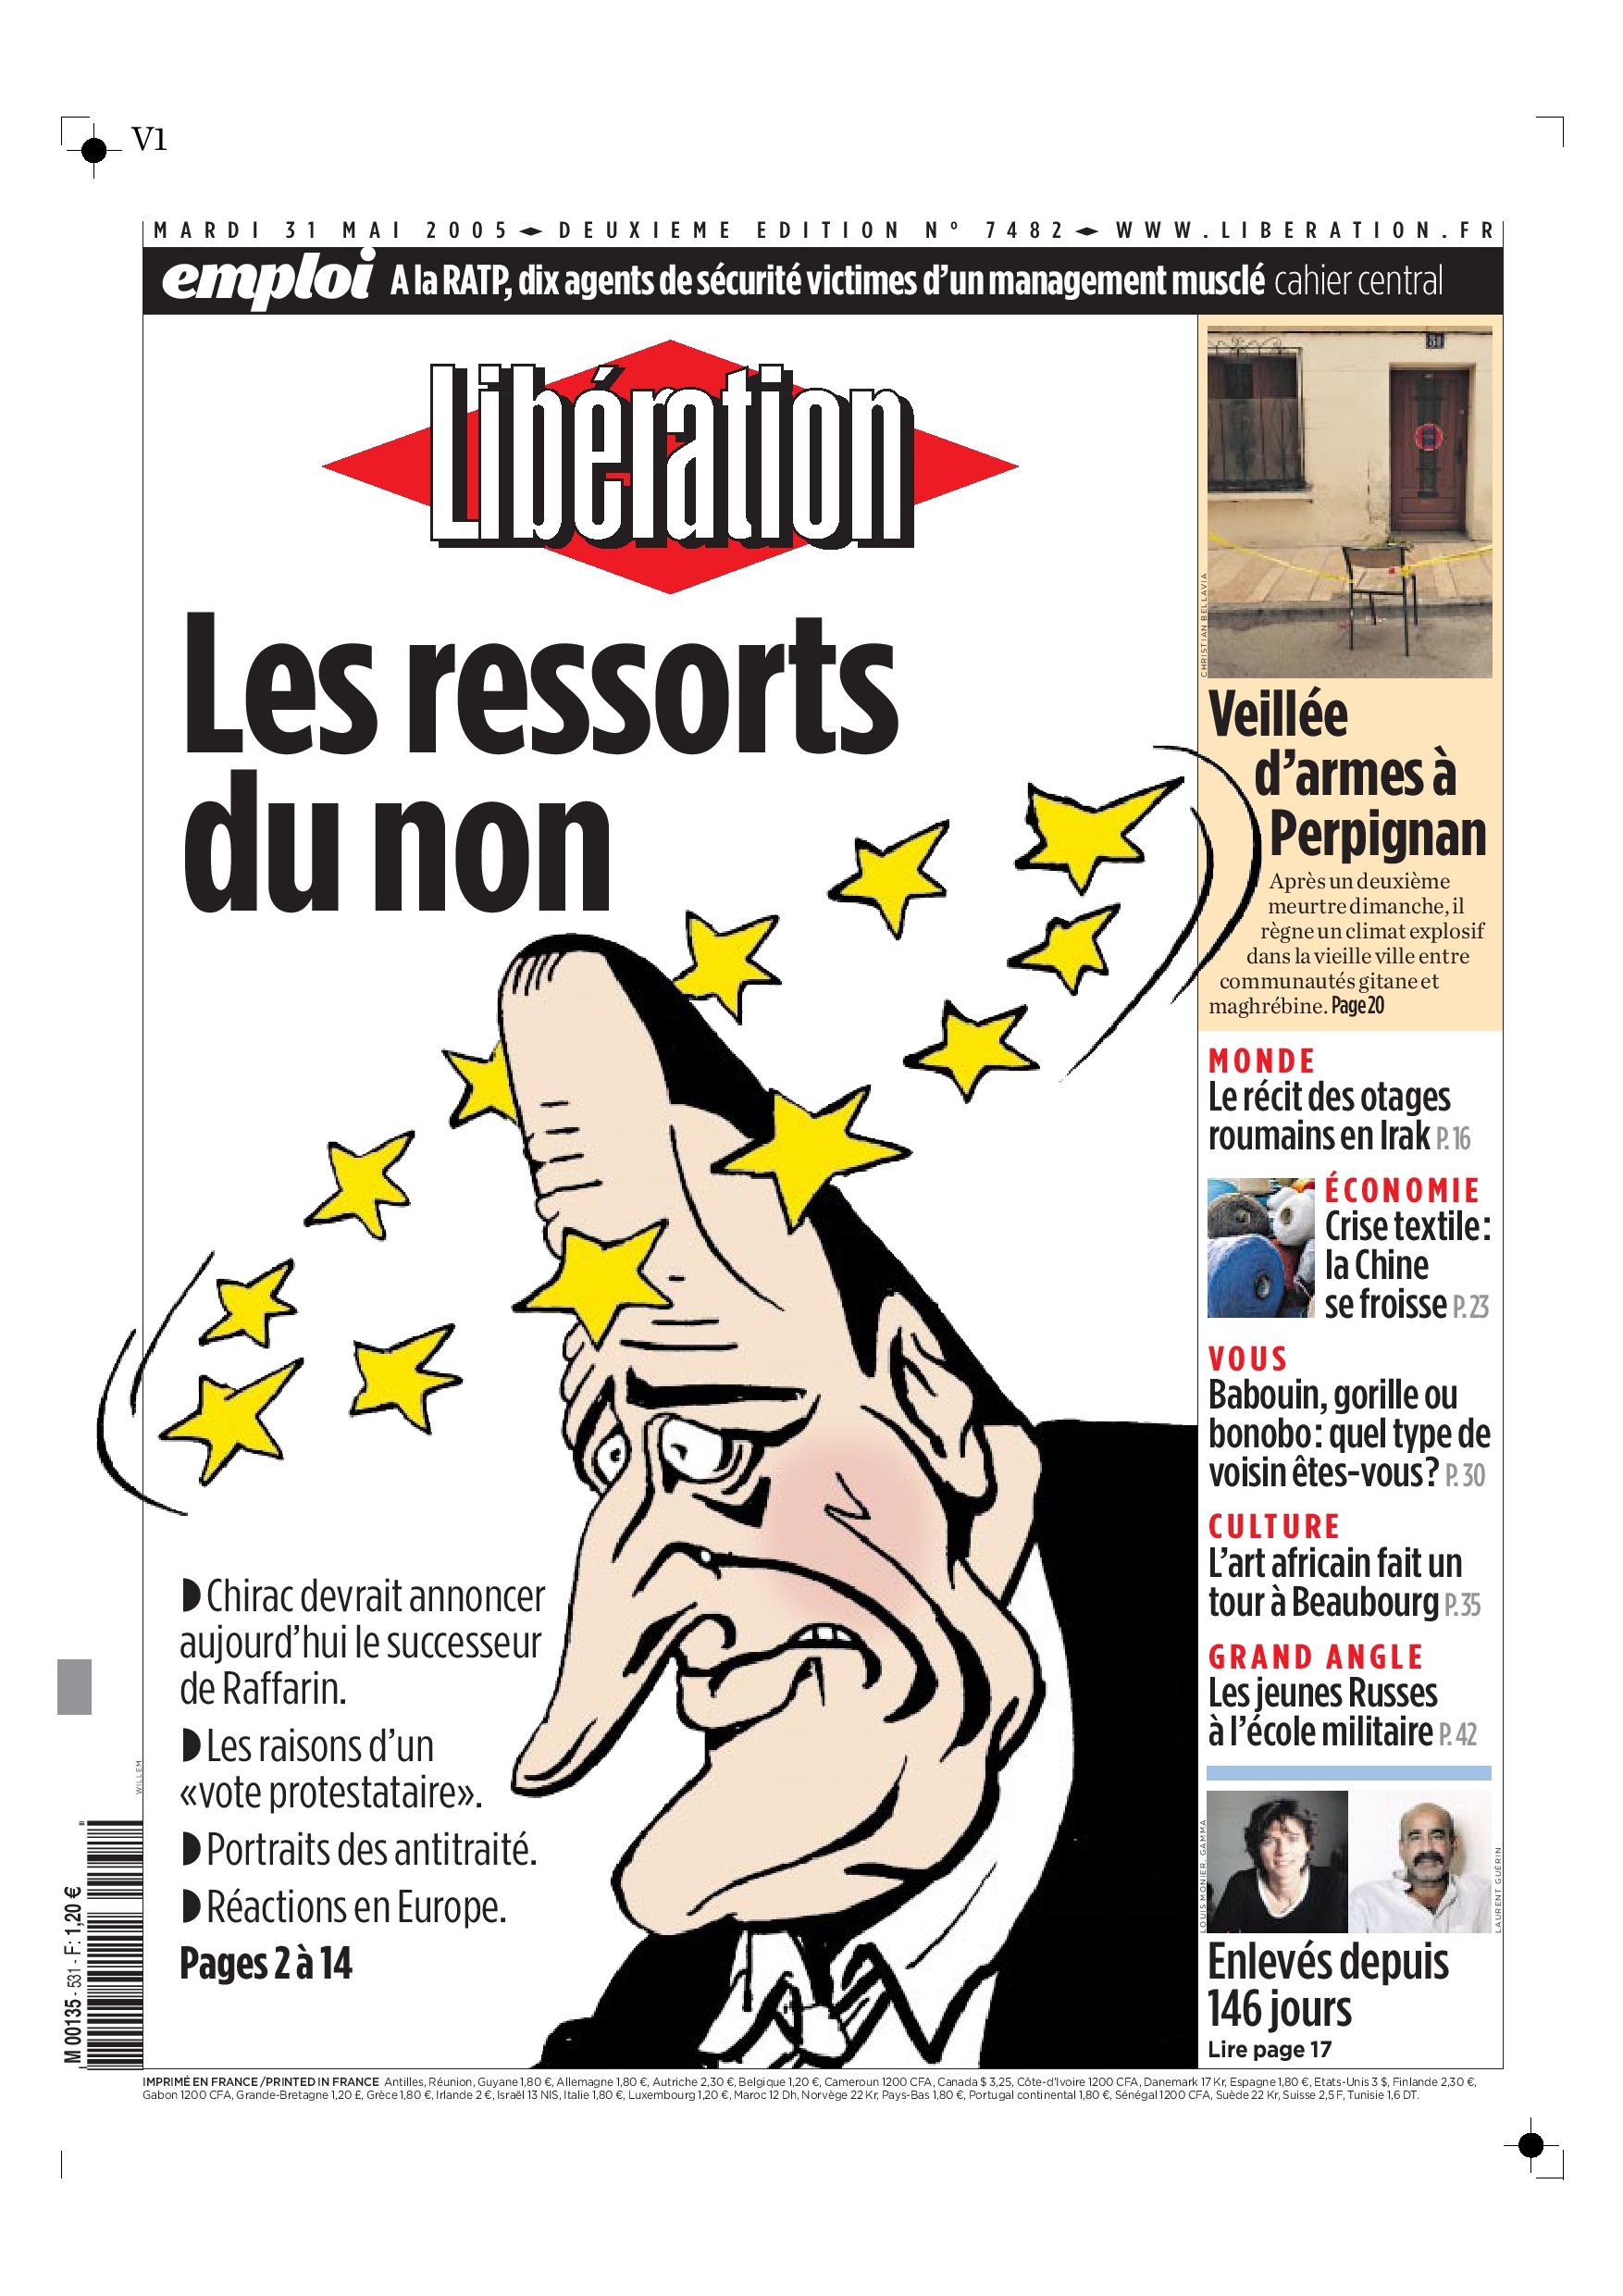 V1
MARDI 31 MAI 2005 DEUXIEME EDITION Nº 7482 WWW.LIBERATION.FR
emploi A la RATP, dix agents de sécurité victimes d'un management musclé cahier central
Libération
Les ressorts
du non
Chirac devrait annoncer
aujourd'hui le successeur
de Raffarin.
Les raisons d'un
«vote protestataire».
Portraits des antitraité.
Réactions en Europe.
Pages 2 à 14
WILLEM
M 00135 - 531 - F: 1,20 €
31
CHRISTIAN BELLAVIA
Veillée
d'armes à
Perpignan
Après un deuxième
meurtre dimanche, il
règne un climat explosif
dans la vieille ville entre
communautés gitane et
maghrébine. Page 20
MONDE
Le récit des otages
roumains en Irak P. 16
ÉCONOMIE
Crise textile:
la Chine
se froisse P. 23
VOUS
Babouin, gorille ou
bonobo: quel type de
voisin êtes-vous? P. 30
CULTURE
L'art africain fait un
tour à Beaubourg P. 35
GRAND ANGLE
Les jeunes Russes
à l'école militaire P. 42
LOUIS MONIER. GAMMA
LAURENT GUÉRIN
Enlevés depuis
146 jours
Lire page 17
IMPRIMÉ EN FRANCE / PRINTED IN FRANCE Antilles, Réunion, Guyane 1,80 €, Allemagne 1,80 €, Autriche 2,30 €, Belgique 1,20 €, Cameroun 1200 CFA, Canada $ 3,25, Côte-d'Ivoire 1200 CFA, Danemark 17 Kr, Espagne 1,80 €, Etats-Unis 3 $, Finlande 2,30 €,
Gabon 1200 CFA, Grande-Bretagne 1,20 £, Grèce 1,80 €, Irlande 2 €, Israël 13 NIS, Italie 1,80 €, Luxembourg 1,20 €, Maroc 12 Dh, Norvège 22 Kr, Pays-Bas 1,80 €, Portugal continental 1,80 €, Sénégal 1200 CFA, Suède 22 Kr, Suisse 2,5 F, Tunisie 1,6 DT.